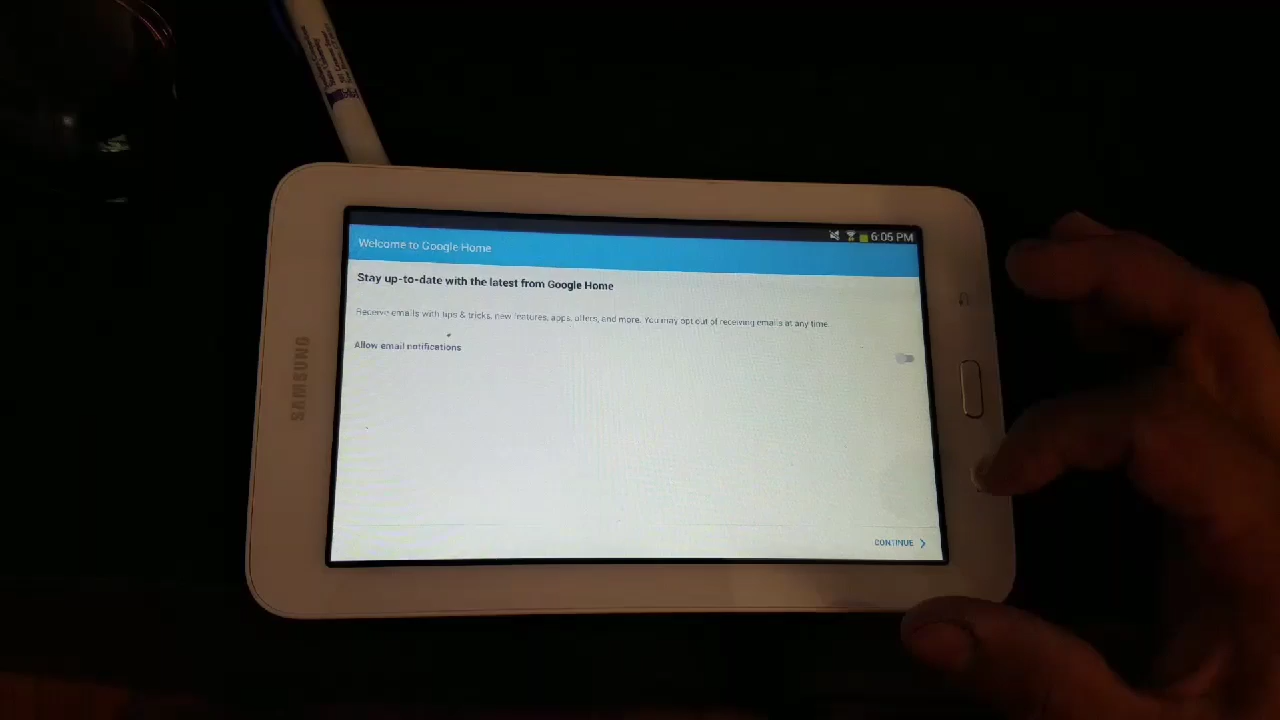 6:05 PM
Welcome to Google Home
Stay up-to-date with the latest from Google Home
Receive emails with tips & tricks, new features, apps, offers, and more. You may opt out of receiving emails at any time.
Allow email notifications
CONTINUE
SAMSUNG